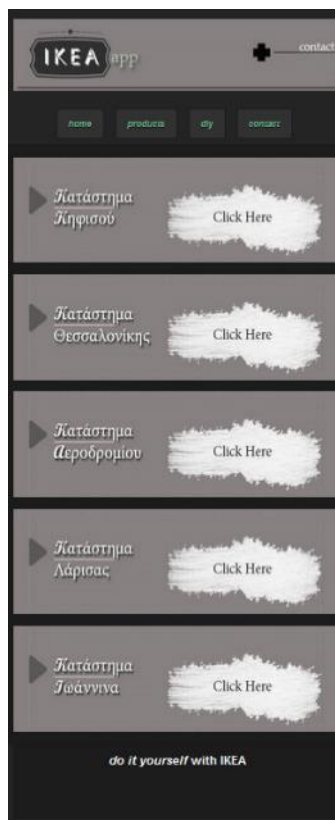 IKEA app
contact
home products diy contact
Κατάστημα
Κηφισού
Click Here
Κατάστημα
Θεσσαλονίκης
Click Here
Κατάστημα
Αεροδρομίου
Click Here
Κατάστημα
Λάρισας
Click Here
Κατάστημα
Ιωάννινα
Click Here
do it yourself with IKEA